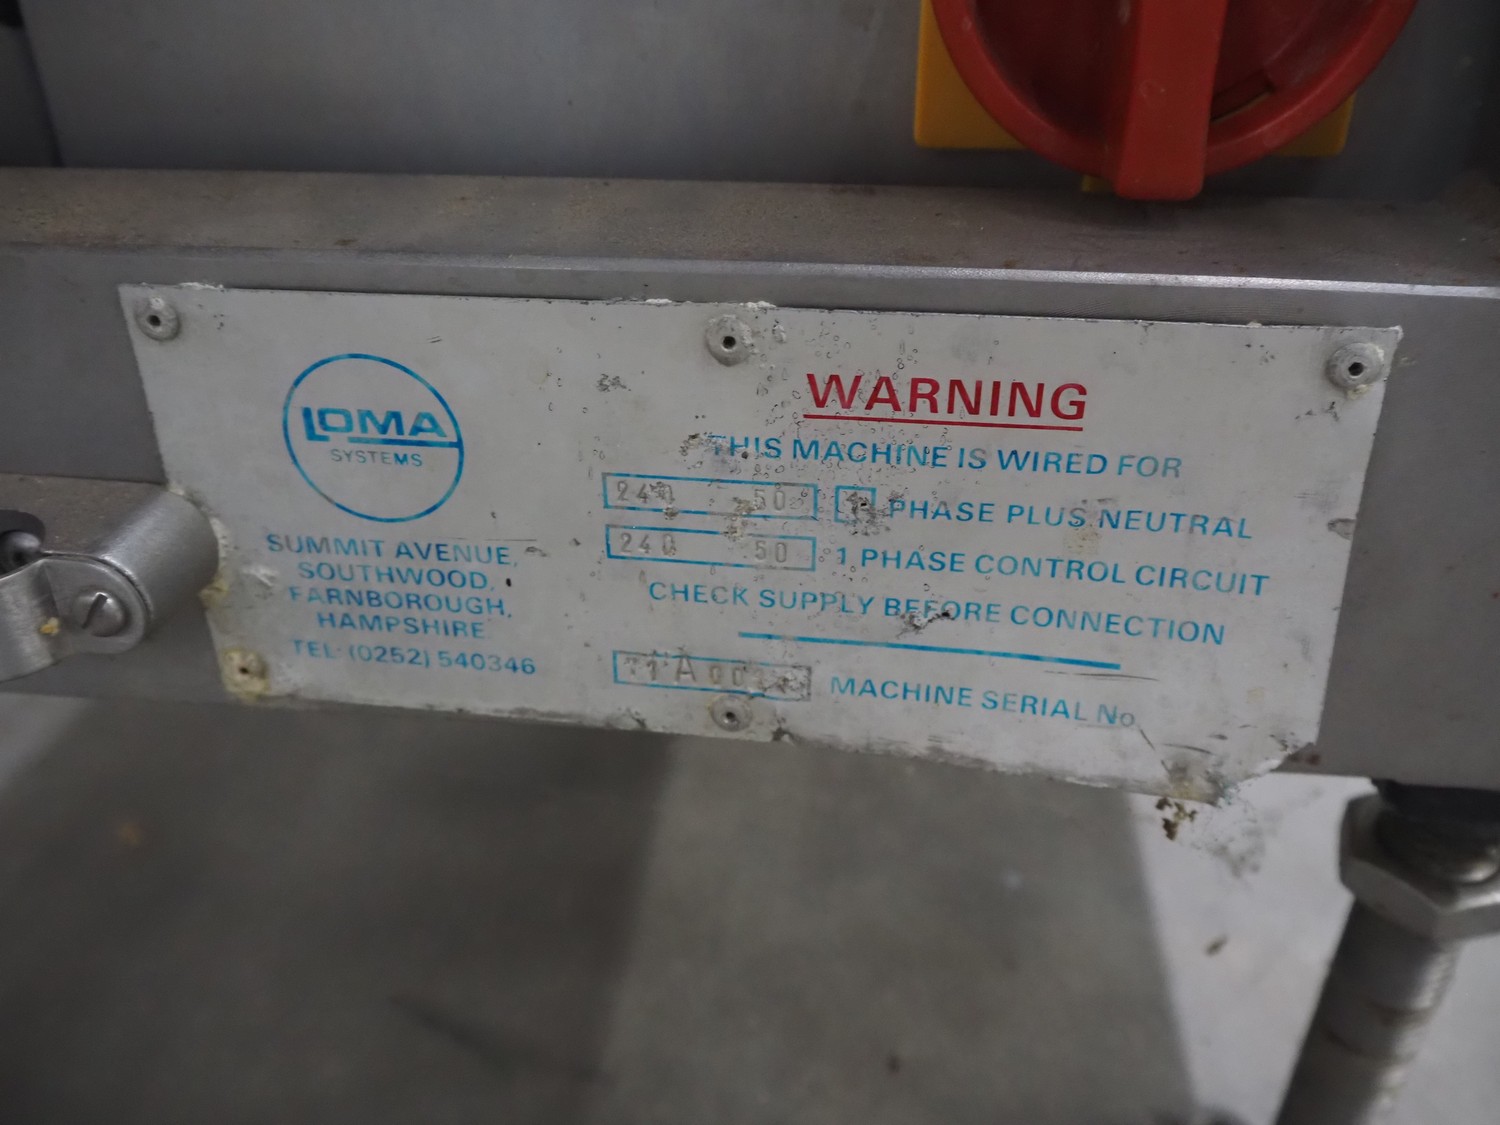 LOMA
SYSTEMS
SUMMIT AVENUE,
SOUTHWOOD,
FARNBOROUGH,
HAMPSHIRE
TEL: (0252) 540346
WARNING
THIS MACHINE IS WIRED FOR
240 50 1 PHASE PLUS NEUTRAL
240 50 1 PHASE CONTROL CIRCUIT
CHECK SUPPLY BEFORE CONNECTION
MACHINE SERIAL No